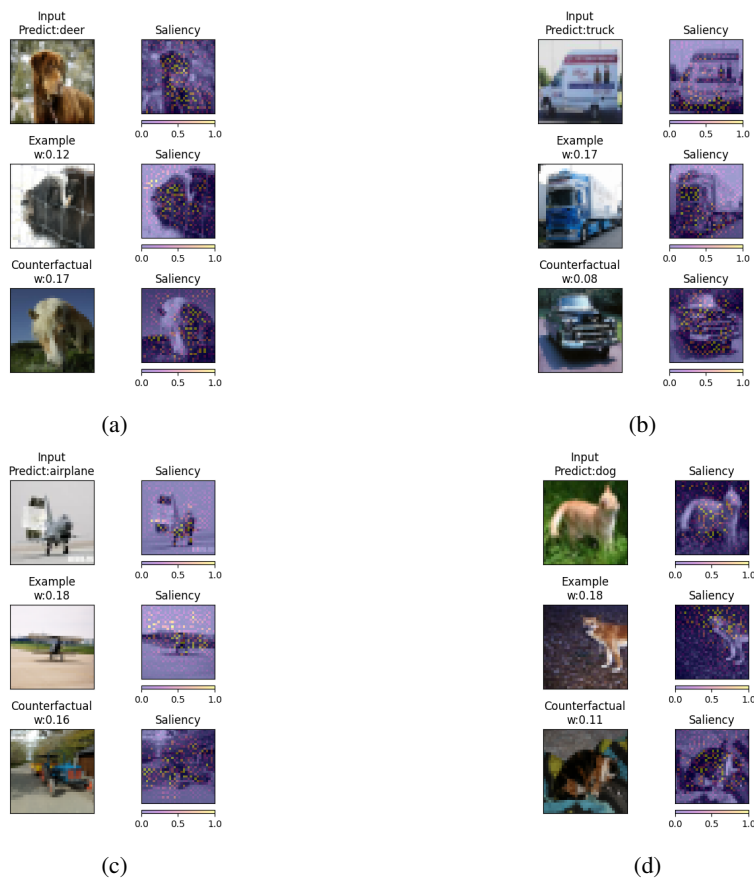 Input
Predict:deer
Saliency
0.0 0.5 1.0
Example
w:0.12
Saliency
0.0 0.5 1.0
Counterfactual
w:0.17
Saliency
0.0 0.5 1.0
(a)
Input
Predict:truck
Saliency
0.0 0.5 1.0
Example
w:0.17
Saliency
0.0 0.5 1.0
Counterfactual
w:0.08
Saliency
0.0 0.5 1.0
(b)
Input
Predict:airplane
Saliency
0.0 0.5 1.0
Example
w:0.18
Saliency
0.0 0.5 1.0
Counterfactual
w:0.16
Saliency
0.0 0.5 1.0
(c)
Input
Predict:dog
Saliency
0.0 0.5 1.0
Example
w:0.18
Saliency
0.0 0.5 1.0
Counterfactual
w:0.11
Saliency
0.0 0.5 1.0
(d)